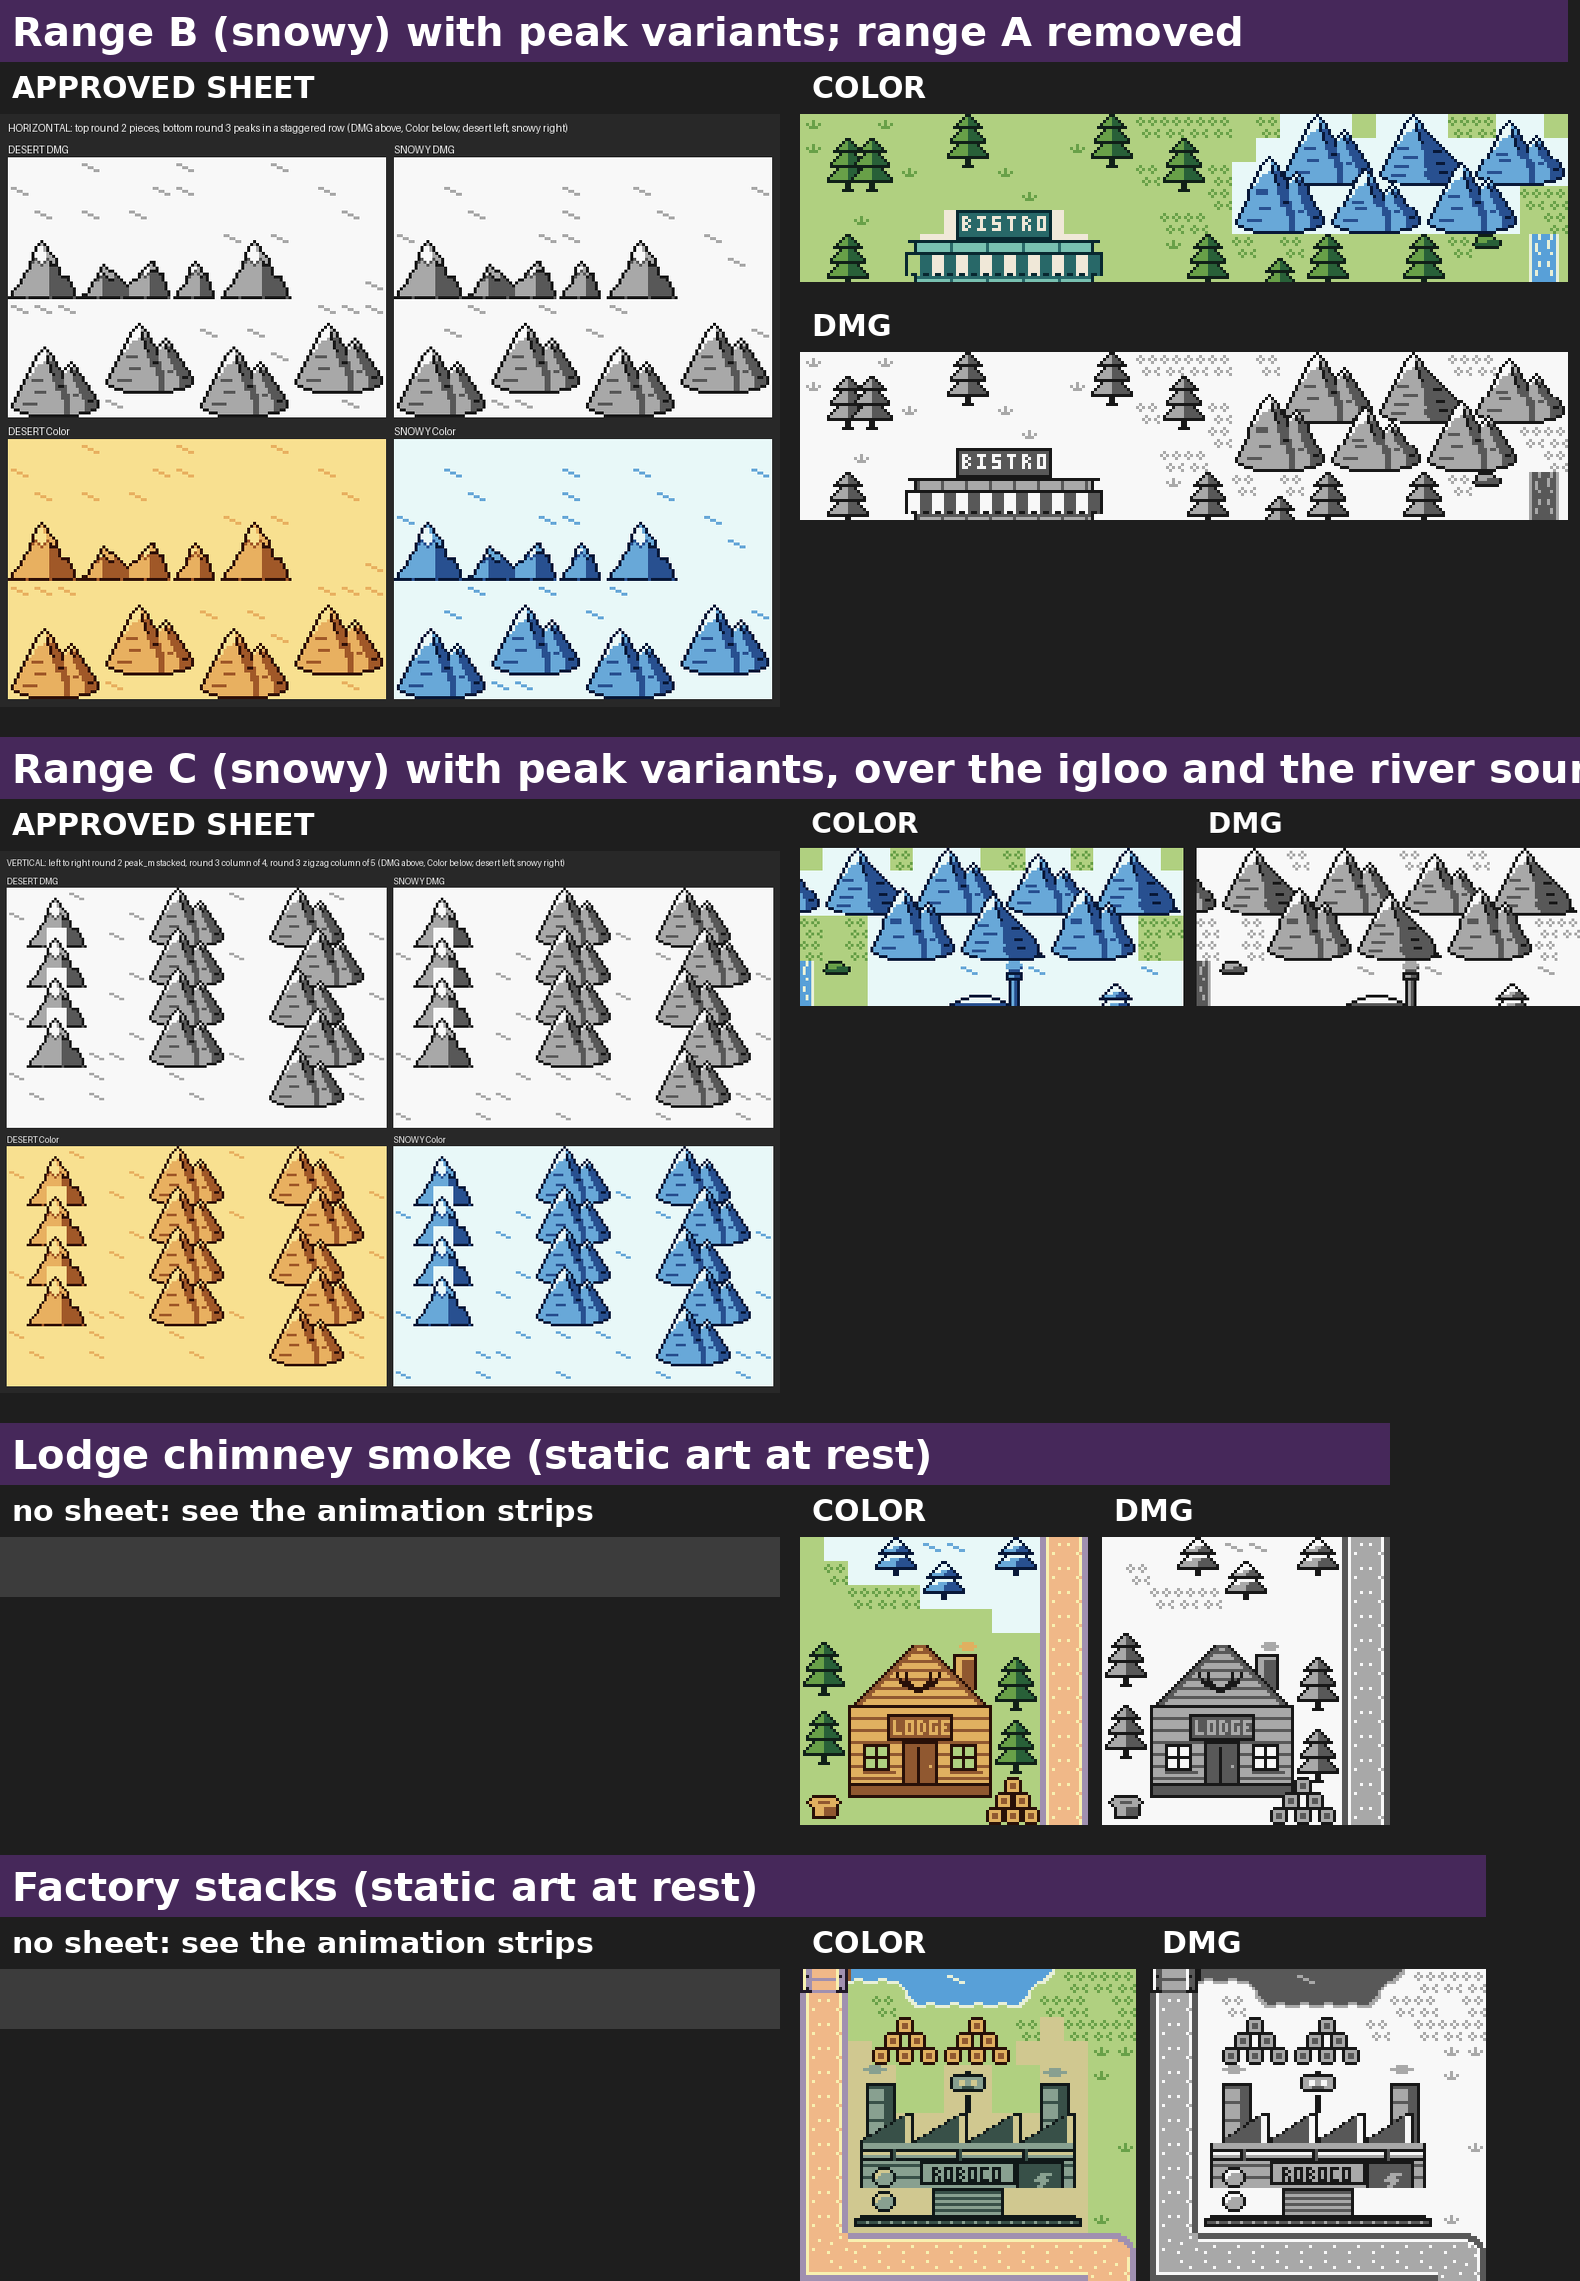 Range B (snowy) with peak variants; range A removed
APPROVED SHEET
COLOR
HORIZONTAL: top round 2 pieces, bottom round 3 peaks in a staggered row (DMG above, Color below; desert left, snowy right)
DESERT DMG
SNOWY DMG
BISTRO
DMG
BISTRO
DESERT Color
SNOWY Color
Range C (snowy) with peak variants, over the igloo and the river sour
APPROVED SHEET
COLOR
DMG
VERTICAL: left to right round 2 peak_m stacked, round 3 column of 4, round 3 zigzag column of 5 (DMG above, Color below; desert left, snowy right)
DESERT DMG
SNOWY DMG
DESERT Color
SNOWY Color
Lodge chimney smoke (static art at rest)
no sheet: see the animation strips
COLOR
DMG
LODGE
LODGE
Factory stacks (static art at rest)
no sheet: see the animation strips
COLOR
DMG
ROBOCO
ROBOCO